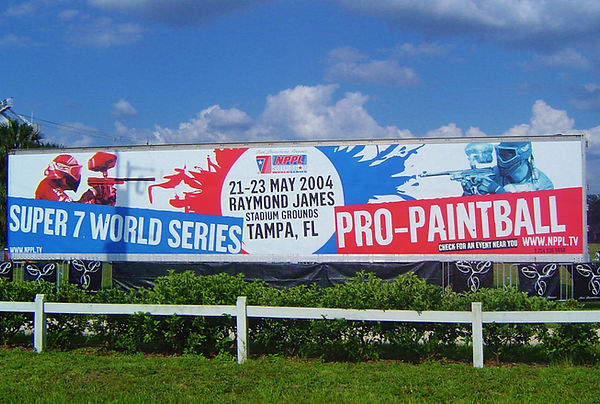 7 NPPL
21-23 MAY 2004
RAYMOND JAMES
STADIUM GROUNDS
TAMPA, FL
SUPER 7 WORLD SERIES
WWW.NPPL.TV
PRO-PAINTBALL
CHECK FOR AN EVENT NEAR YOU WWW.NPPL.TV